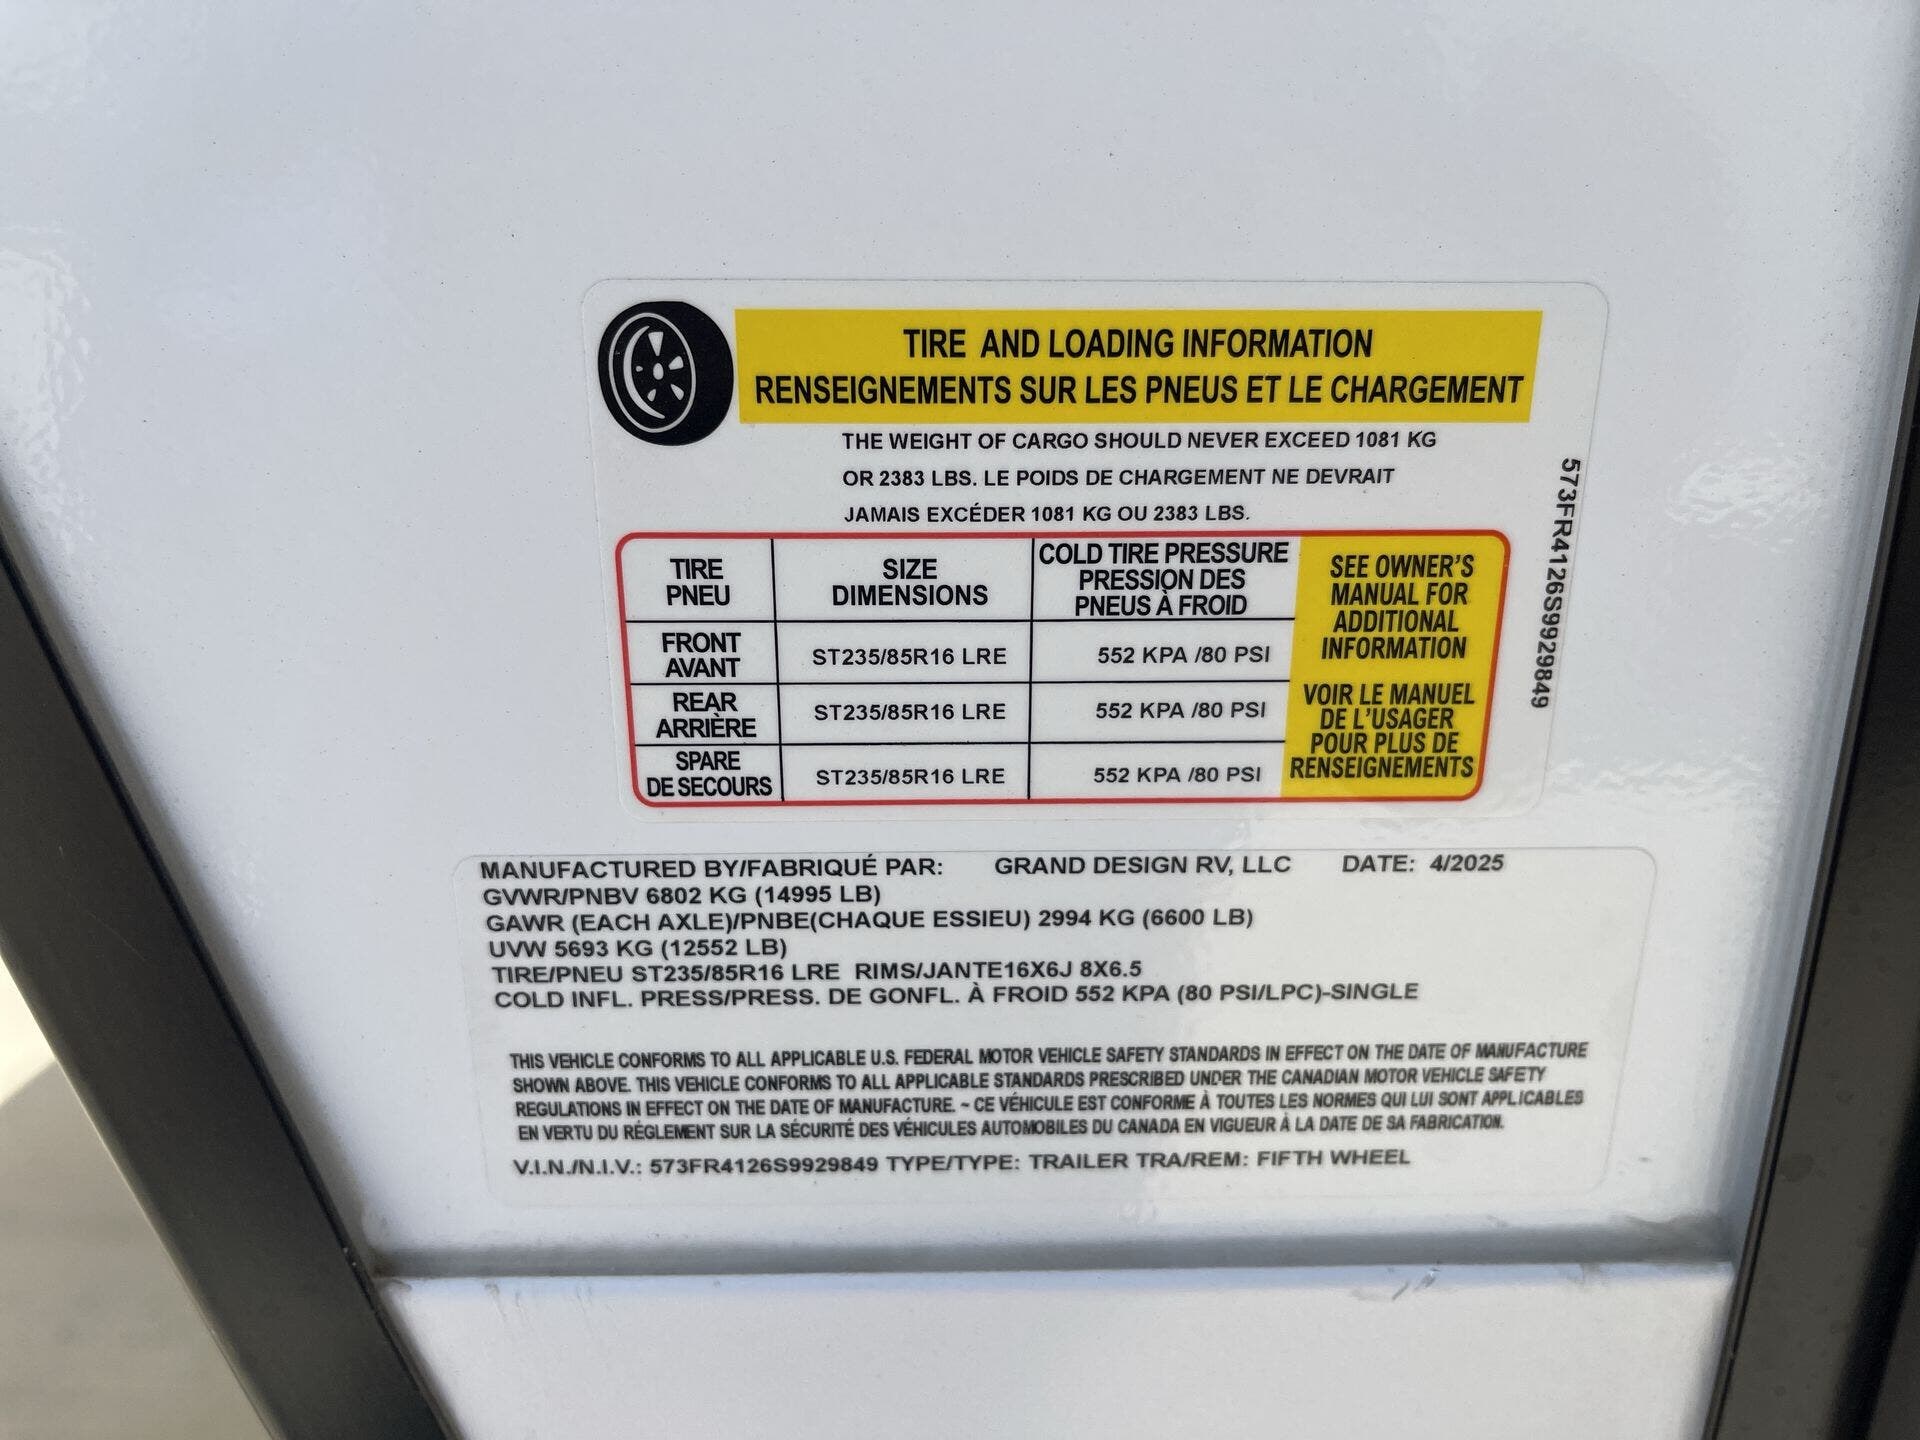 TIRE AND LOADING INFORMATION
RENSEIGNEMENTS SUR LES PNEUS ET LE CHARGEMENT
THE WEIGHT OF CARGO SHOULD NEVER EXCEED 1081 KG
OR 2383 LBS. LE POIDS DE CHARGEMENT NE DEVRAIT
JAMAIS EXCÉDER 1081 KG OU 2383 LBS.
TIRE
PNEU
SIZE
DIMENSIONS
COLD TIRE PRESSURE
PRESSION DES
PNEUS À FROID
FRONT
AVANT
ST235/85R16 LRE
552 KPA /80 PSI
REAR
ARRIÈRE
ST235/85R16 LRE
552 KPA /80 PSI
SPARE
DE SECOURS
ST235/85R16 LRE
552 KPA /80 PSI
SEE OWNER'S
MANUAL FOR
ADDITIONAL
INFORMATION
VOIR LE MANUEL
DE L'USAGER
POUR PLUS DE
RENSEIGNEMENTS
573FR4126S9929849
MANUFACTURED BY/FABRIQUÉ PAR: GRAND DESIGN RV, LLC DATE: 4/2025
GVWR/PNBV 6802 KG (14995 LB)
GAWR (EACH AXLE)/PNBE(CHAQUE ESSIEU) 2994 KG (6600 LB)
UVW 5693 KG (12552 LB)
TIRE/PNEU ST235/85R16 LRE RIMS/JANTE16X6J 8X6.5
COLD INFL. PRESS/PRESS. DE GONFL. À FROID 552 KPA (80 PSI/LPC)-SINGLE
THIS VEHICLE CONFORMS TO ALL APPLICABLE U.S. FEDERAL MOTOR VEHICLE SAFETY STANDARDS IN EFFECT ON THE DATE OF MANUFACTURE
SHOWN ABOVE. THIS VEHICLE CONFORMS TO ALL APPLICABLE STANDARDS PRESCRIBED UNDER THE CANADIAN MOTOR VEHICLE SAFETY
REGULATIONS IN EFFECT ON THE DATE OF MANUFACTURE. ~ CE VÉHICULE EST CONFORME À TOUTES LES NORMES QUI LUI SONT APPLICABLES
EN VERTU DU RÉGLEMENT SUR LA SÉCURITÉ DES VÉHICULES AUTOMOBILES DU CANADA EN VIGUEUR À LA DATE DE SA FABRICATION.
V.I.N./N.I.V.: 573FR4126S9929849 TYPE/TYPE: TRAILER TRA/REM: FIFTH WHEEL